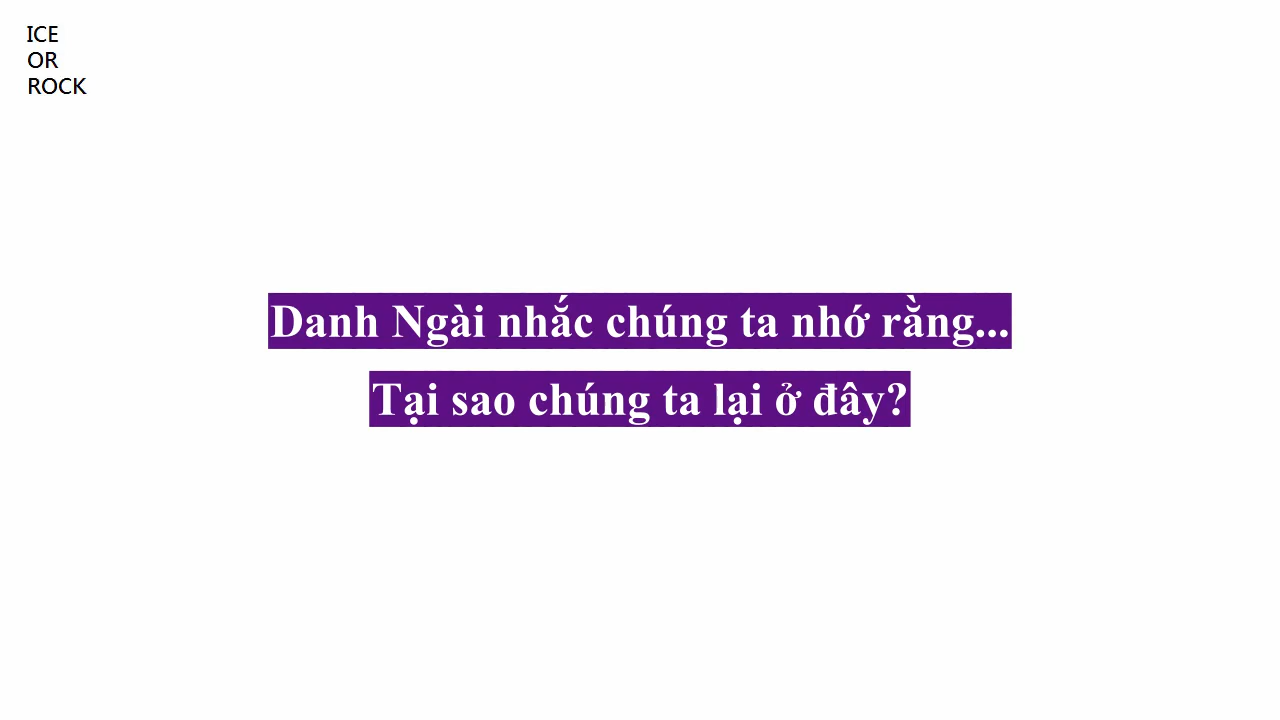 ICE
OR
ROCK
Danh Ngài nhắc chúng ta nhớ rằng...
Tại sao chúng ta lại ở đây?